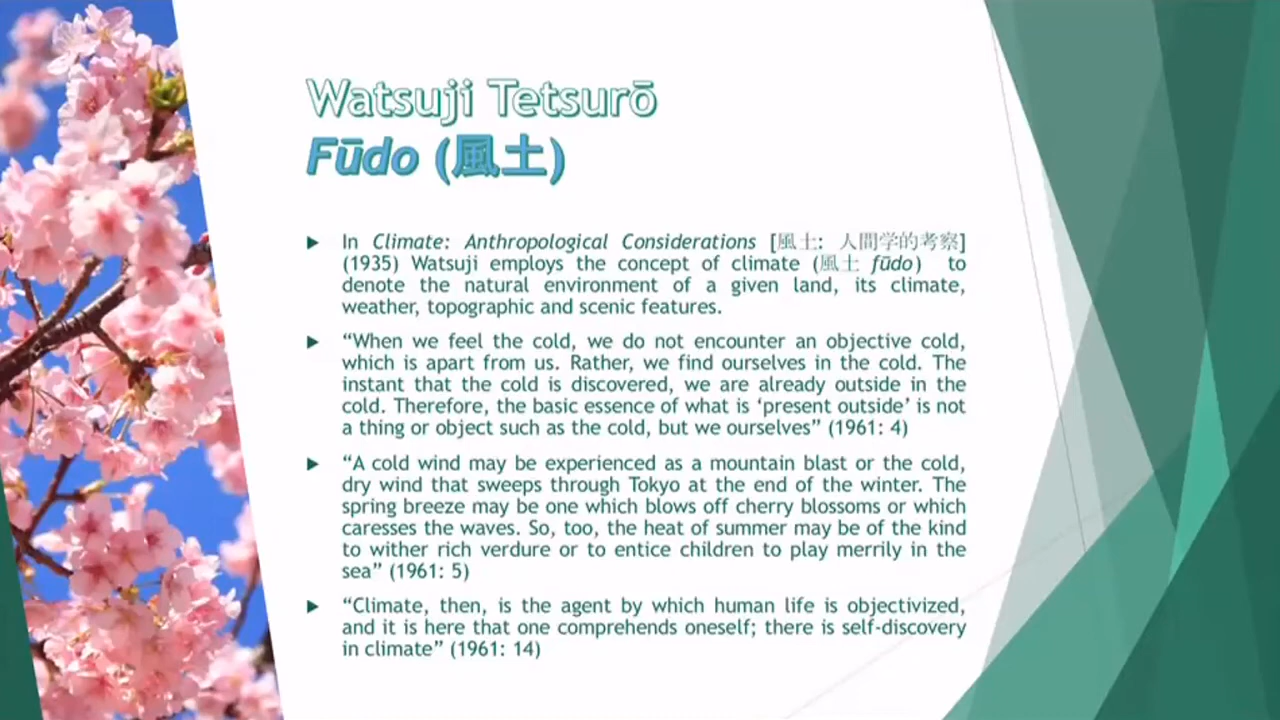 Watsuji Tetsurō
Fūdo (風土)
▶ In Climate: Anthropological Considerations [風土: 人間学的考察]
(1935) Watsuji employs the concept of climate (風土 fūdo) to
denote the natural environment of a given land, its climate,
weather, topographic and scenic features.
▶ “When we feel the cold, we do not encounter an objective cold,
which is apart from us. Rather, we find ourselves in the cold. The
instant that the cold is discovered, we are already outside in the
cold. Therefore, the basic essence of what is ‘present outside’ is not
a thing or object such as the cold, but we ourselves” (1961: 4)
▶ “A cold wind may be experienced as a mountain blast or the cold,
dry wind that sweeps through Tokyo at the end of the winter. The
spring breeze may be one which blows off cherry blossoms or which
caresses the waves. So, too, the heat of summer may be of the kind
to wither rich verdure or to entice children to play merrily in the
sea” (1961: 5)
▶ “Climate, then, is the agent by which human life is objectivized,
and it is here that one comprehends oneself; there is self-discovery
in climate” (1961: 14)